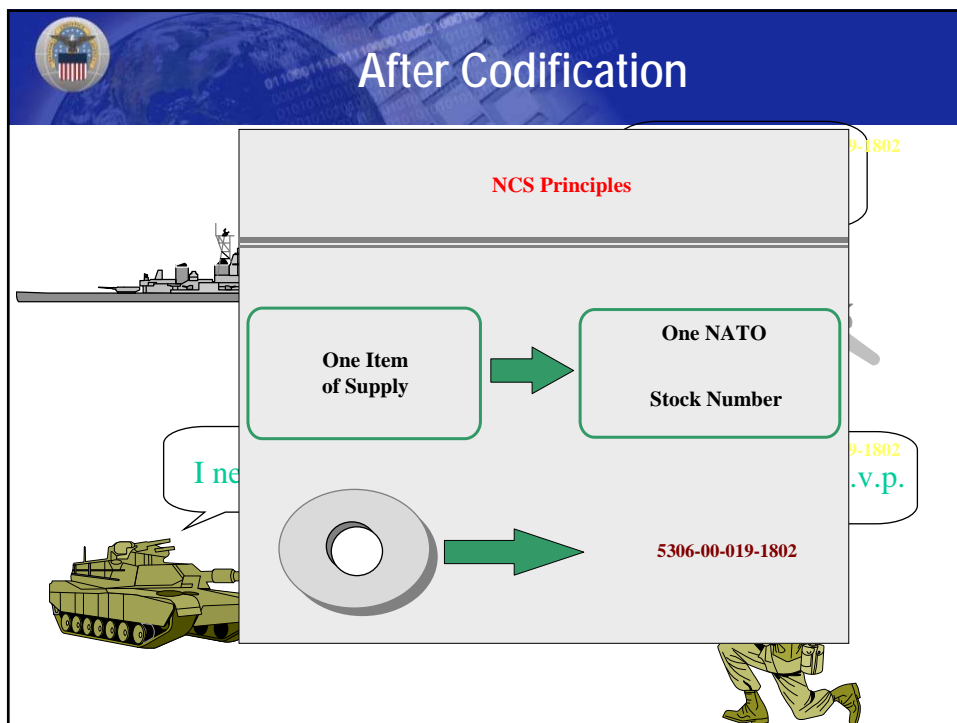 After Codification
9-1802
NCS Principles
One Item
of Supply
One NATO
Stock Number
9-1802
I ne
.v.p.
5306-00-019-1802